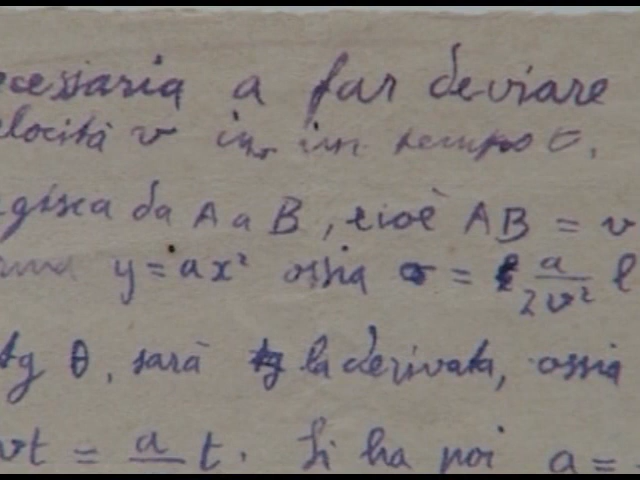 cessaria a far deviare
elocità v in un tempo t.
gisca da A a B, cioè AB = v
y = ax² ossia = a/2v² l
tg θ, sarà la derivata, ossia
vt = a t. Si ha poi a =